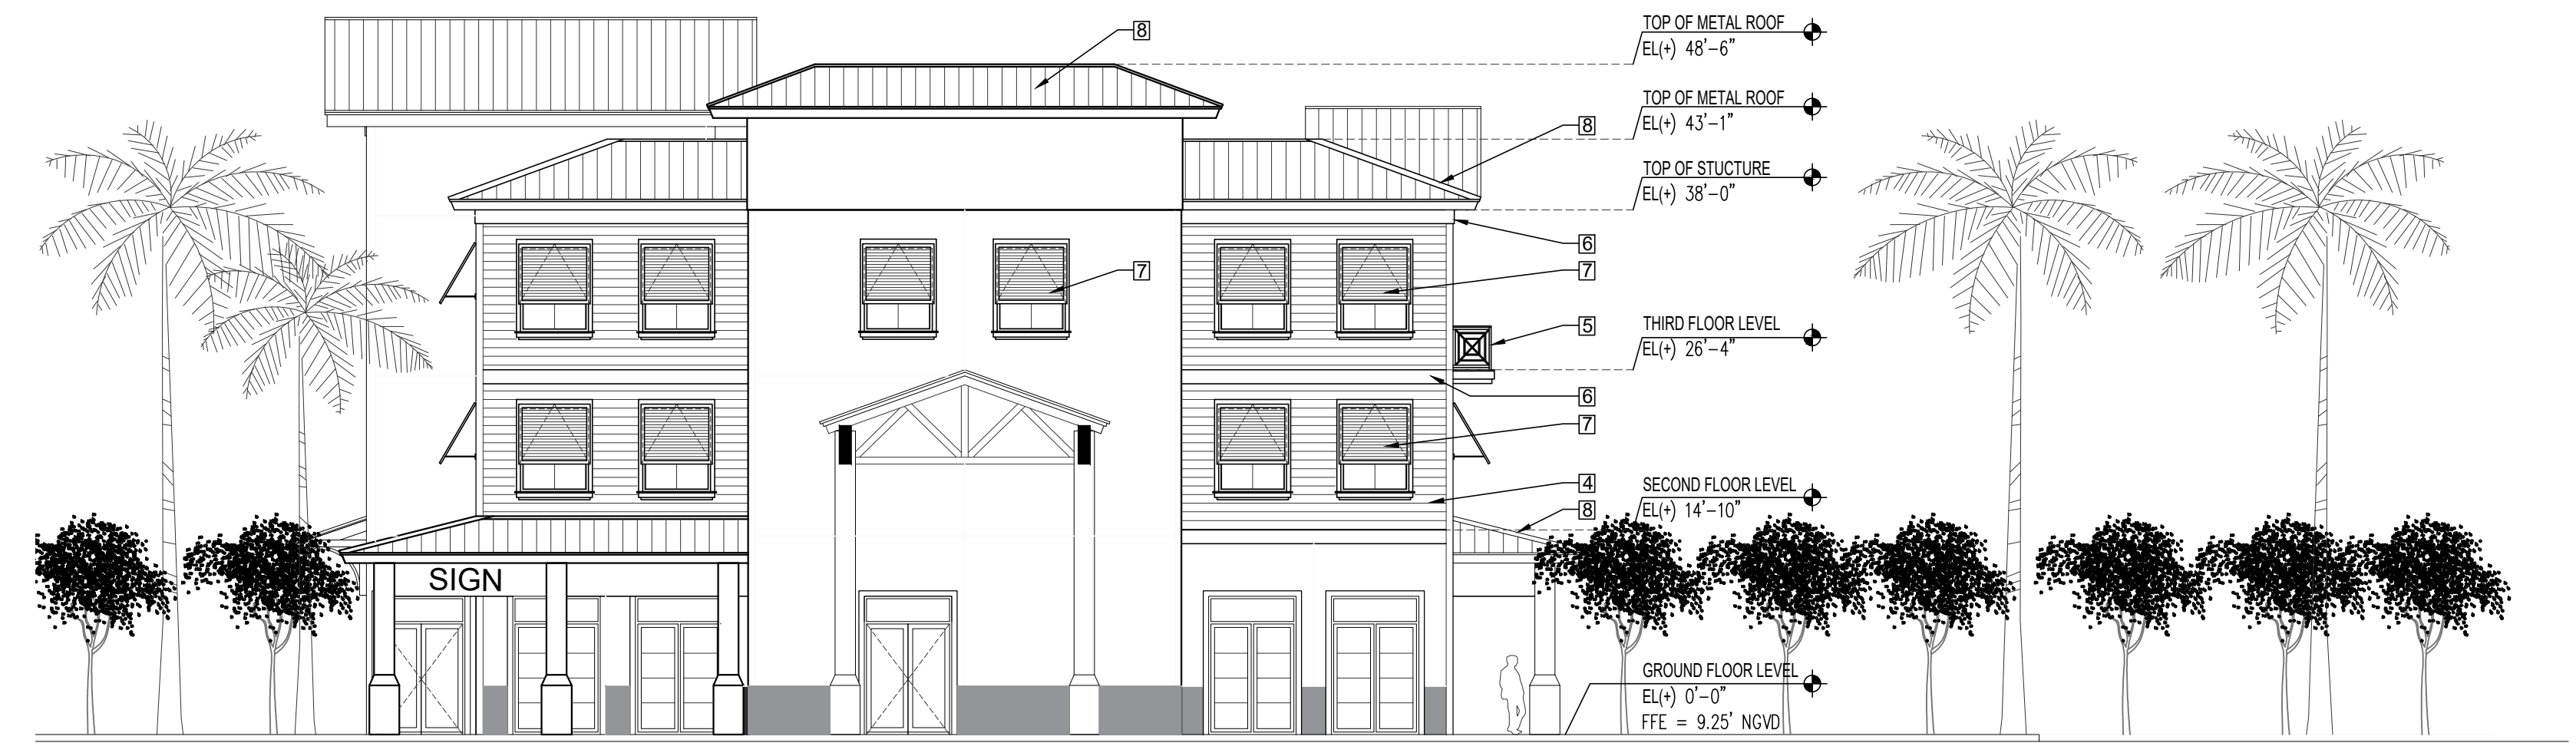 8
TOP OF METAL ROOF
EL(+) 48'-6"
TOP OF METAL ROOF
EL(+) 43'-1"
8
TOP OF STUCTURE
EL(+) 38'-0"
6
7
7
5
THIRD FLOOR LEVEL
EL(+) 26'-4"
6
7
4
SECOND FLOOR LEVEL
EL(+) 14'-10"
8
SIGN
GROUND FLOOR LEVEL
EL(+) 0'-0"
FFE = 9.25' NGVD